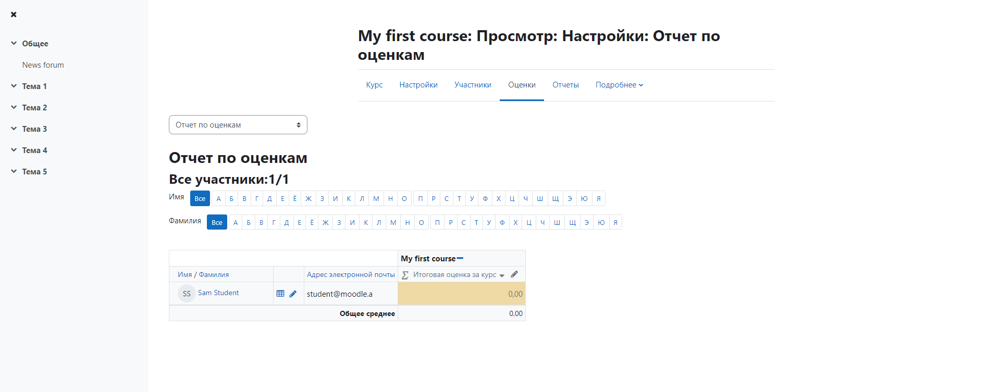 Общее
News forum
Тема 1
Тема 2
Тема 3
Тема 4
Тема 5
My first course: Просмотр: Настройки: Отчет по
оценкам
Курс Настройки Участники Оценки Отчеты Подробнее
Отчет по оценкам
Отчет по оценкам
Все участники:1/1
Имя Все А Б В Г Д Е Ё Ж З И К Л М Н О П Р С Т У Ф Х Ц Ч Ш Щ Э Ю Я
Фамилия Все А Б В Г Д Е Ё Ж З И К Л М Н О П Р С Т У Ф Х Ц Ч Ш Щ Э Ю Я
My first course
Имя / Фамилия Адрес электронной почты Σ Итоговая оценка за курс
SS Sam Student student@moodle.a 0,00
Общее среднее 0,00